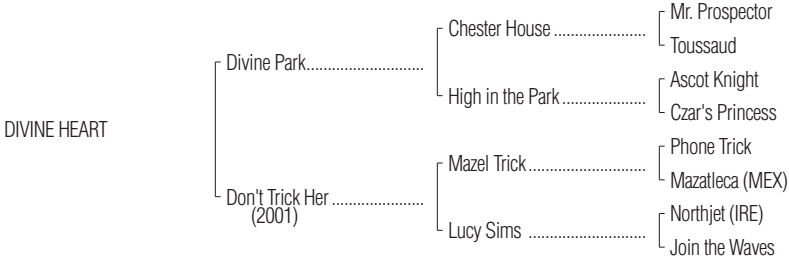 Mr. Prospector
Chester House ......................
Toussaud
Divine Park............................
Ascot Knight
High in the Park....................
Czar's Princess
DIVINE HEART
Phone Trick
Mazel Trick............................
Mazatleca (MEX)
Don't Trick Her ......................
(2001)
Northjet (IRE)
Lucy Sims ............................
Join the Waves